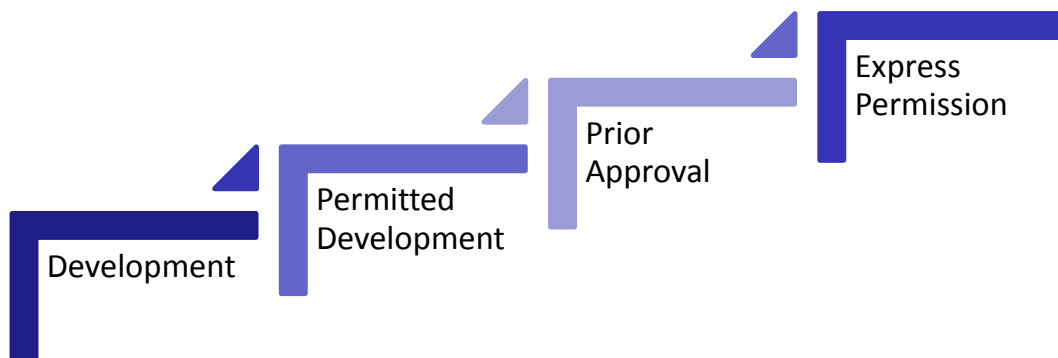 Development
Permitted
Development
Prior
Approval
Express
Permission